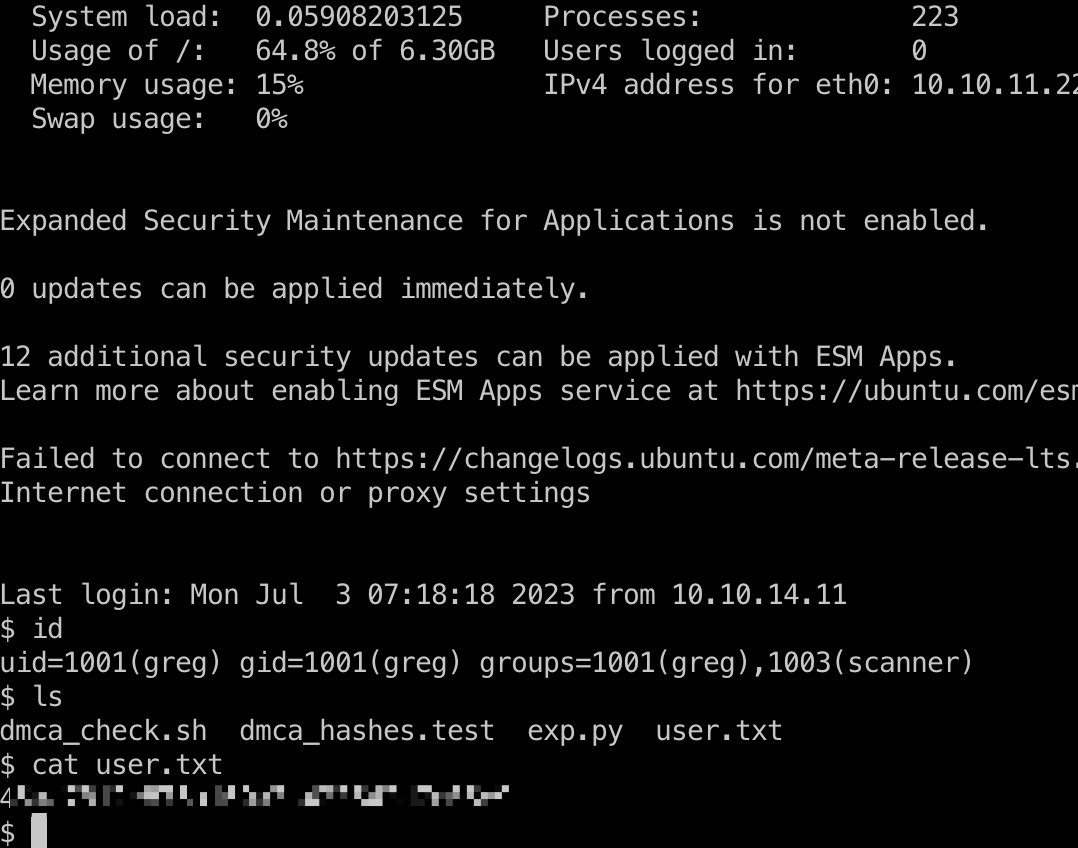 System load:  0.05908203125     Processes:             223
Usage of /:   64.8% of 6.30GB   Users logged in:       0
Memory usage: 15%               IPv4 address for eth0: 10.10.11.22
Swap usage:   0%
Expanded Security Maintenance for Applications is not enabled.
0 updates can be applied immediately.
12 additional security updates can be applied with ESM Apps.
Learn more about enabling ESM Apps service at https://ubuntu.com/esm
Failed to connect to https://changelogs.ubuntu.com/meta-release-lts.
Internet connection or proxy settings
Last login: Mon Jul  3 07:18:18 2023 from 10.10.14.11
$ id
uid=1001(greg) gid=1001(greg) groups=1001(greg),1003(scanner)
$ ls
dmca_check.sh  dmca_hashes.test  exp.py  user.txt
$ cat user.txt
4
$